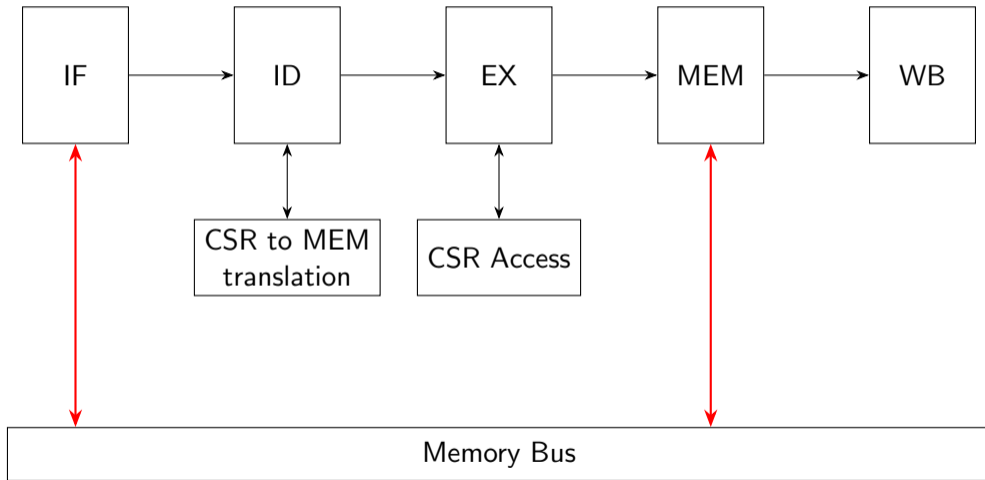 IF
ID
EX
MEM
WB
CSR to MEM
translation
CSR Access
Memory Bus